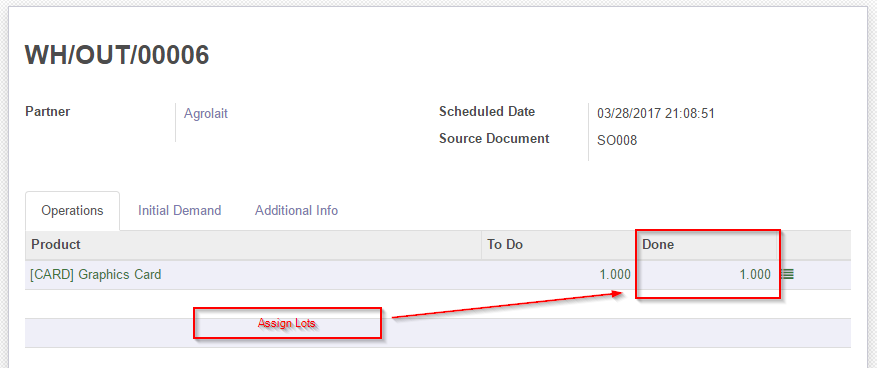 WH/OUT/00006
Partner Agrolait Scheduled Date 03/28/2017 21:08:51
Source Document SO008
Operations Initial Demand Additional Info
Product To Do Done
[CARD] Graphics Card 1.000 1.000
Assign Lots